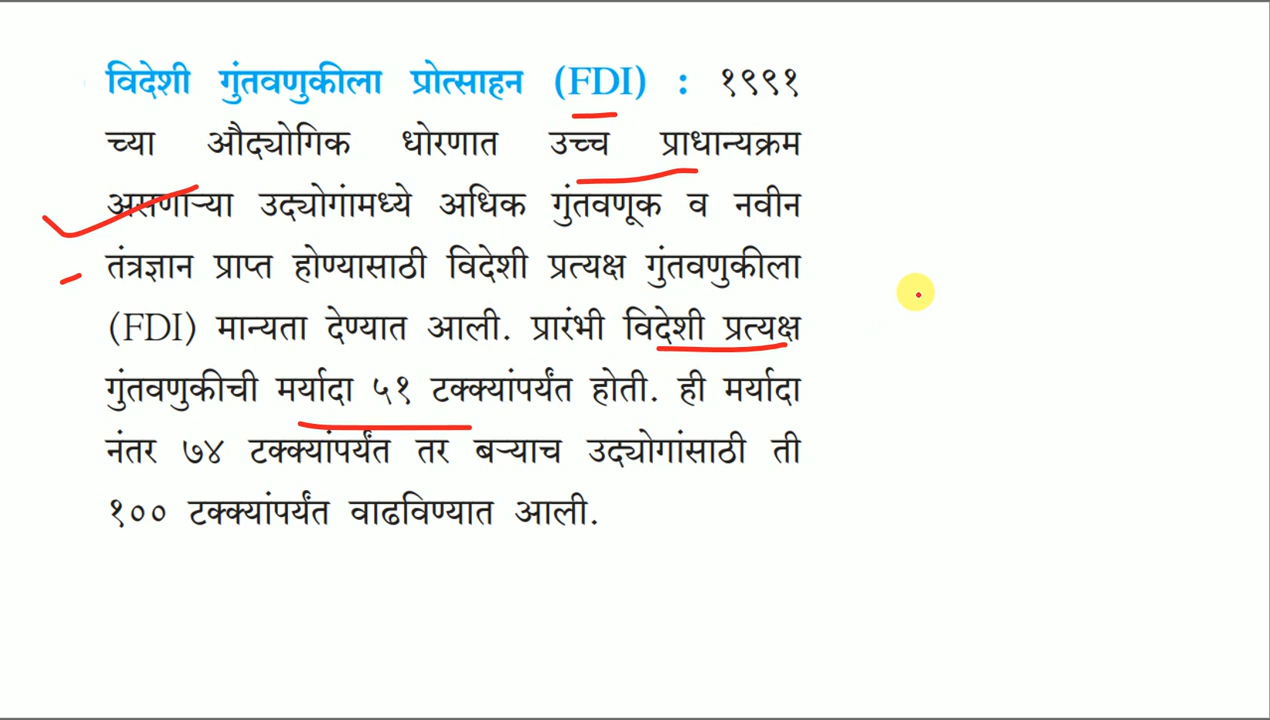 विदेशी गुंतवणुकीला प्रोत्साहन (FDI) : १९९१
च्या औद्योगिक धोरणात उच्च प्राधान्यक्रम
असणाऱ्या उद्योगांमध्ये अधिक गुंतवणूक व नवीन
तंत्रज्ञान प्राप्त होण्यासाठी विदेशी प्रत्यक्ष गुंतवणुकीला
(FDI) मान्यता देण्यात आली. प्रारंभी विदेशी प्रत्यक्ष
गुंतवणुकीची मर्यादा ५१ टक्क्यांपर्यंत होती. ही मर्यादा
नंतर ७४ टक्क्यांपर्यंत तर बऱ्याच उद्योगांसाठी ती
१०० टक्क्यांपर्यंत वाढविण्यात आली.